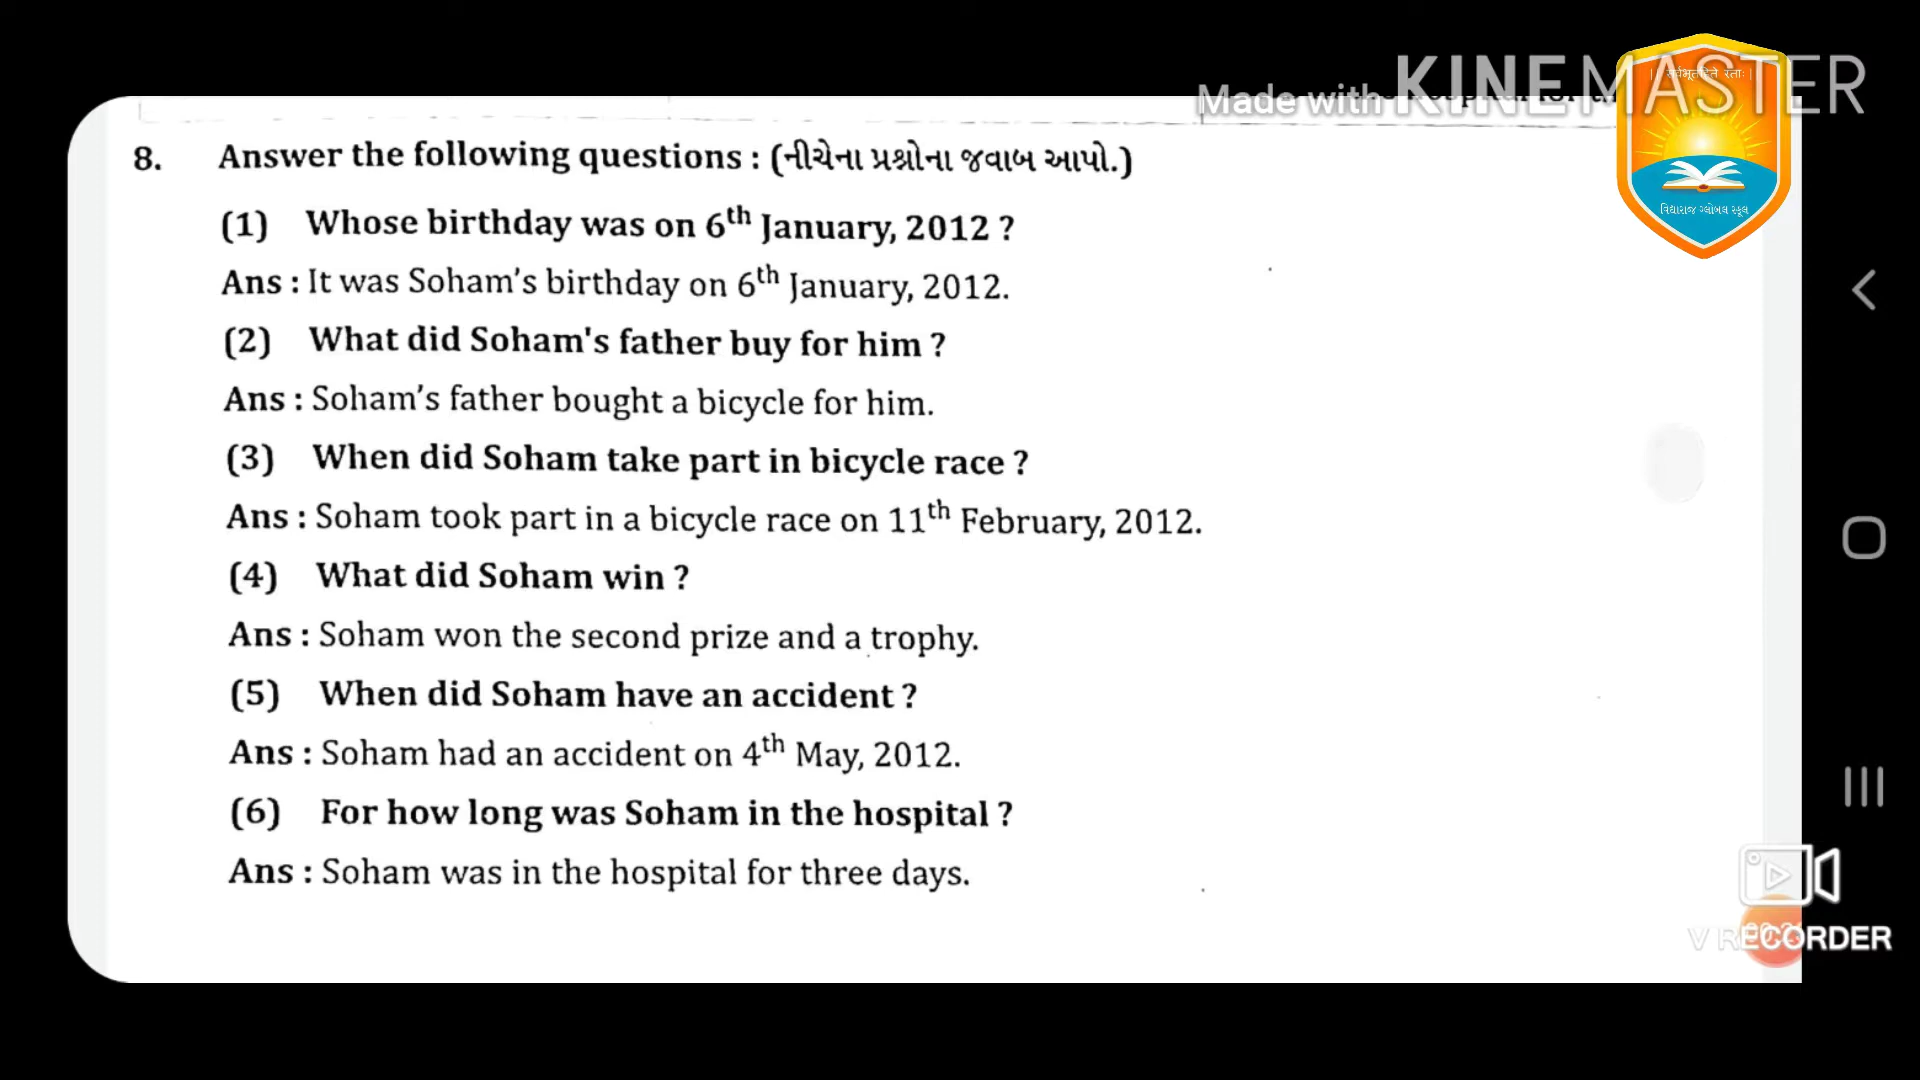 Made with KINEMASTER
| सर्वभूतहिते रताः |
8. Answer the following questions : (નીચેના પ્રશ્નોના જવાબ આપો.)
વિદ્યારાજ ગ્લોબલ સ્કૂલ
(1) Whose birthday was on 6th January, 2012 ?
Ans : It was Soham's birthday on 6th January, 2012.
(2) What did Soham's father buy for him ?
Ans : Soham's father bought a bicycle for him.
(3) When did Soham take part in bicycle race ?
Ans : Soham took part in a bicycle race on 11th February, 2012.
(4) What did Soham win ?
Ans : Soham won the second prize and a trophy.
(5) When did Soham have an accident ?
Ans : Soham had an accident on 4th May, 2012.
(6) For how long was Soham in the hospital ?
Ans : Soham was in the hospital for three days.
V RECORDER